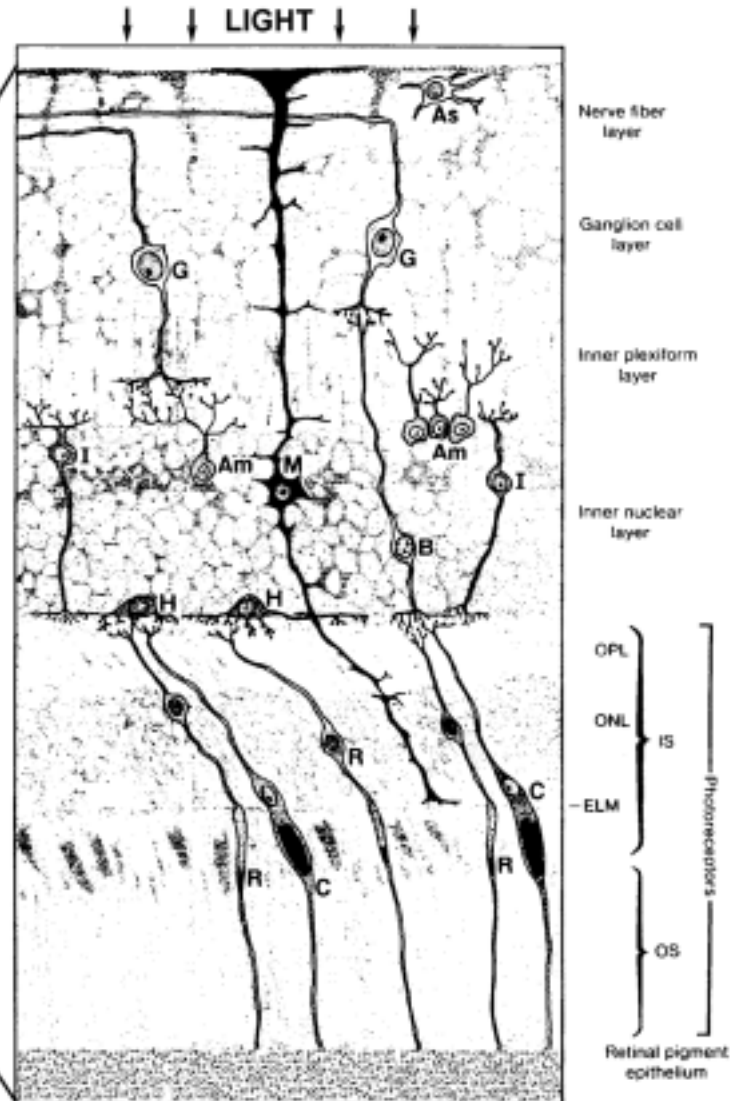 LIGHT
As
Nerve fiber
layer
G
G
Ganglion cell
layer
Inner plexiform
layer
I
Am
M
Am
I
B
Inner nuclear
layer
H
H
OPL
ONL
IS
R
C
ELM
Photoreceptors
R
C
R
OS
Retinal pigment
epithelium